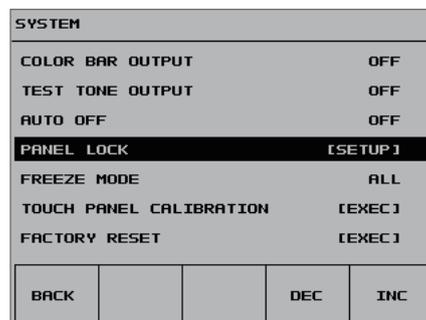 SYSTEM
COLOR BAR OUTPUT OFF
TEST TONE OUTPUT OFF
AUTO OFF OFF
PANEL LOCK [SETUP]
FREEZE MODE ALL
TOUCH PANEL CALIBRATION [EXEC]
FACTORY RESET [EXEC]
BACK DEC INC